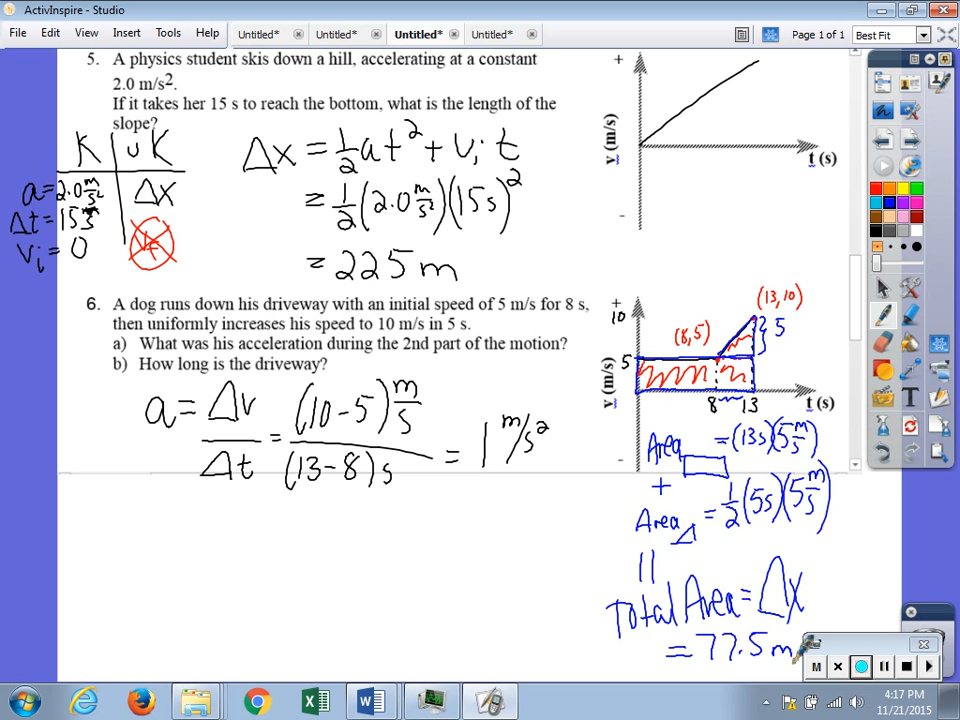 ActivInspire - Studio
File Edit View Insert Tools Help Untitled* Untitled* Untitled* Untitled* Page 1 of 1 Best Fit
5. A physics student skis down a hill, accelerating at a constant
2.0 m/s2.
If it takes her 15 s to reach the bottom, what is the length of the
slope?
K UK
a= 2.0 m/s² Δx
Δt= 15 s
vi= 0 Vf
Δx = 1/2 at² + vi t
= 1/2 (2.0 m/s²)(15s)²
= 225 m
+
v (m/s)
t (s)
-
6. A dog runs down his driveway with an initial speed of 5 m/s for 8 s,
then uniformly increases his speed to 10 m/s in 5 s.
a) What was his acceleration during the 2nd part of the motion?
b) How long is the driveway?
a = Δv/Δt = (10-5) m/s / (13-8) s = 1 m/s²
+
10
(13,10)
(8,5)
} 5
5
v (m/s)
8 13 t (s)
-
Area = (13s)(5 m/s)
+
Area Δ = 1/2 (5s)(5 m/s)
||
Total Area = Δx
= 77.5 m
M
4:17 PM
11/21/2015